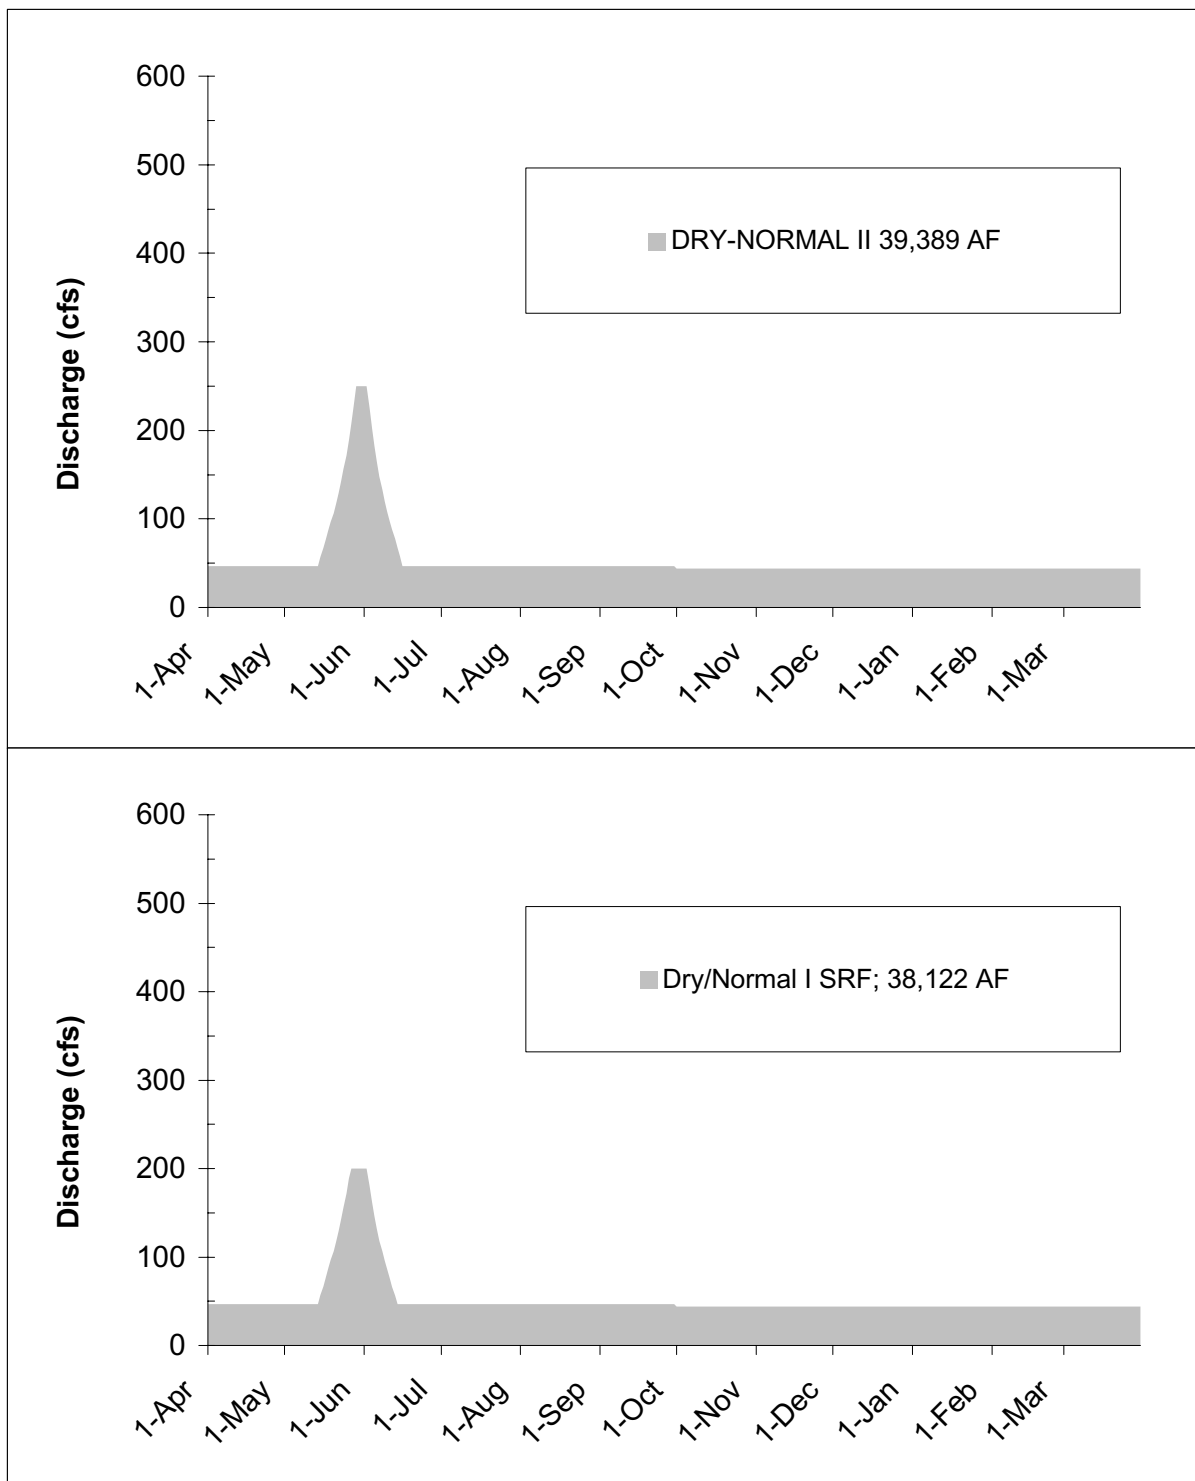 600
500
400
300
200
100
0
Discharge (cfs)
DRY-NORMAL II 39,389 AF
1-Apr
1-May
1-Jun
1-Jul
1-Aug
1-Sep
1-Oct
1-Nov
1-Dec
1-Jan
1-Feb
1-Mar
600
500
400
300
200
100
0
Discharge (cfs)
Dry/Normal I SRF; 38,122 AF
1-Apr
1-May
1-Jun
1-Jul
1-Aug
1-Sep
1-Oct
1-Nov
1-Dec
1-Jan
1-Feb
1-Mar